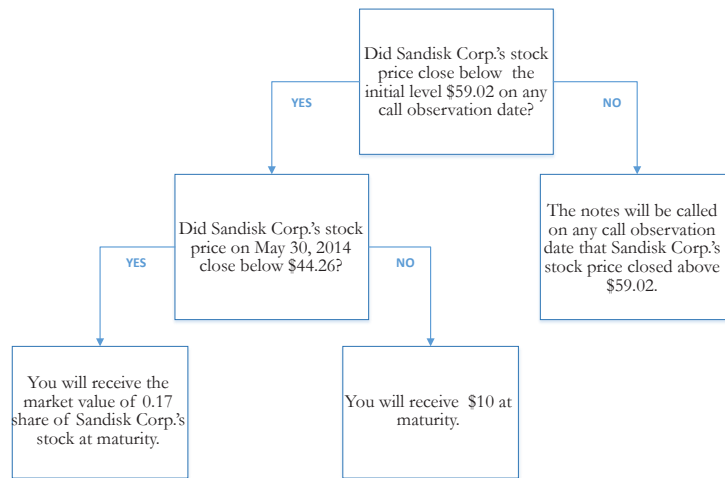 Did Sandisk Corp.'s stock
price close below the
initial level $59.02 on any
call observation date?
YES
NO
Did Sandisk Corp.'s stock
price on May 30, 2014
close below $44.26?
The notes will be called
on any call observation
date that Sandisk Corp.'s
stock price closed above
$59.02.
YES
NO
You will receive the
market value of 0.17
share of Sandisk Corp.'s
stock at maturity.
You will receive $10 at
maturity.